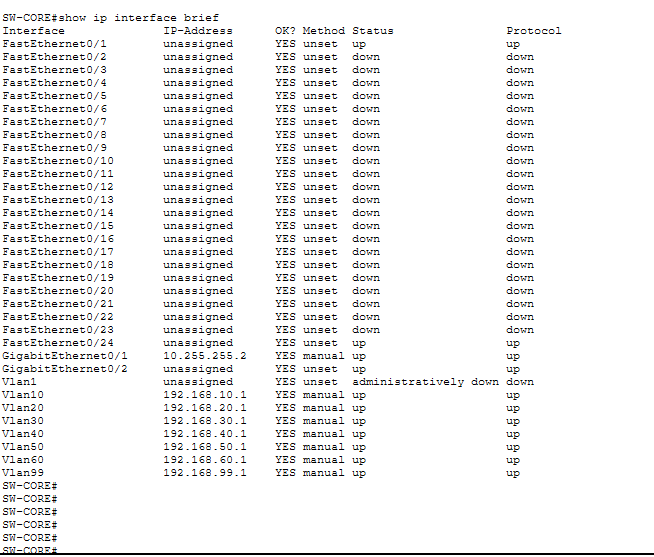 SW-CORE#show ip interface brief
Interface IP-Address OK? Method Status Protocol
FastEthernet0/1 unassigned YES unset up up
FastEthernet0/2 unassigned YES unset down down
FastEthernet0/3 unassigned YES unset down down
FastEthernet0/4 unassigned YES unset down down
FastEthernet0/5 unassigned YES unset down down
FastEthernet0/6 unassigned YES unset down down
FastEthernet0/7 unassigned YES unset down down
FastEthernet0/8 unassigned YES unset down down
FastEthernet0/9 unassigned YES unset down down
FastEthernet0/10 unassigned YES unset down down
FastEthernet0/11 unassigned YES unset down down
FastEthernet0/12 unassigned YES unset down down
FastEthernet0/13 unassigned YES unset down down
FastEthernet0/14 unassigned YES unset down down
FastEthernet0/15 unassigned YES unset down down
FastEthernet0/16 unassigned YES unset down down
FastEthernet0/17 unassigned YES unset down down
FastEthernet0/18 unassigned YES unset down down
FastEthernet0/19 unassigned YES unset down down
FastEthernet0/20 unassigned YES unset down down
FastEthernet0/21 unassigned YES unset down down
FastEthernet0/22 unassigned YES unset down down
FastEthernet0/23 unassigned YES unset down down
FastEthernet0/24 unassigned YES unset up up
GigabitEthernet0/1 10.255.255.2 YES manual up up
GigabitEthernet0/2 unassigned YES unset up up
Vlan1 unassigned YES unset administratively down down
Vlan10 192.168.10.1 YES manual up up
Vlan20 192.168.20.1 YES manual up up
Vlan30 192.168.30.1 YES manual up up
Vlan40 192.168.40.1 YES manual up up
Vlan50 192.168.50.1 YES manual up up
Vlan60 192.168.60.1 YES manual up up
Vlan99 192.168.99.1 YES manual up up
SW-CORE#
SW-CORE#
SW-CORE#
SW-CORE#
SW-CORE#
SW-CORE#